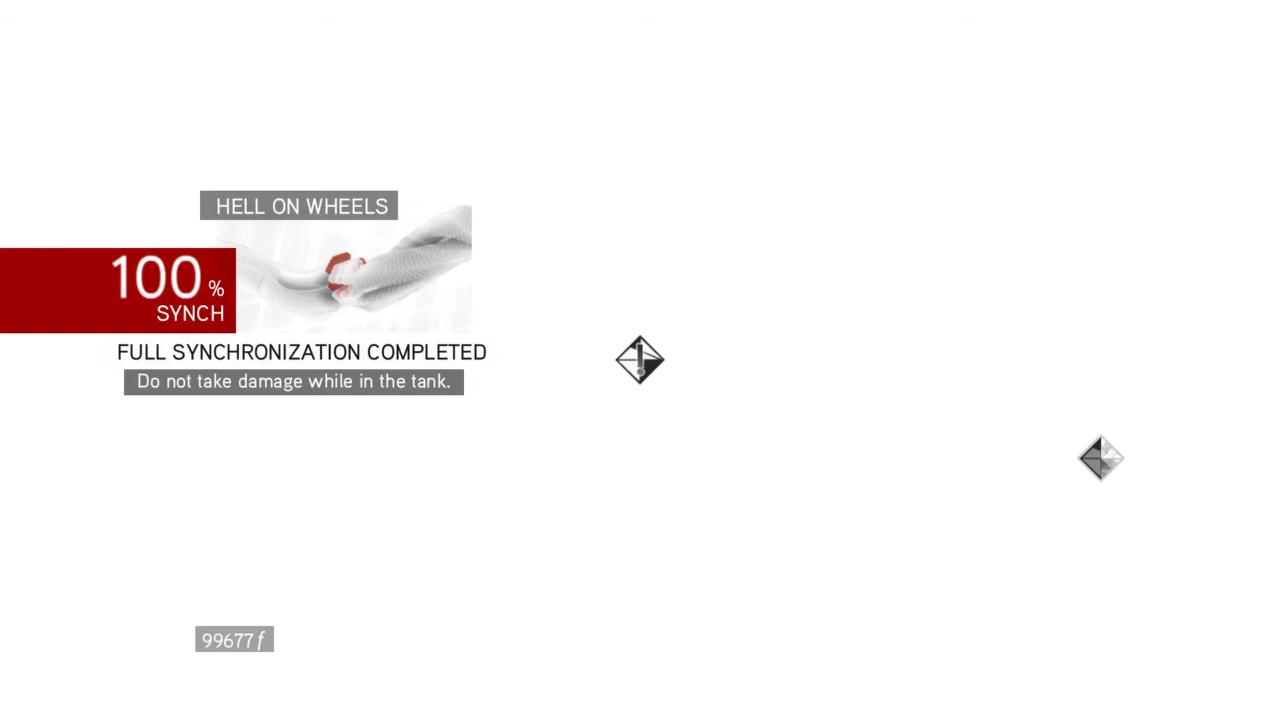 HELL ON WHEELS
100 %
SYNCH
FULL SYNCHRONIZATION COMPLETED
Do not take damage while in the tank.
99677 ƒ